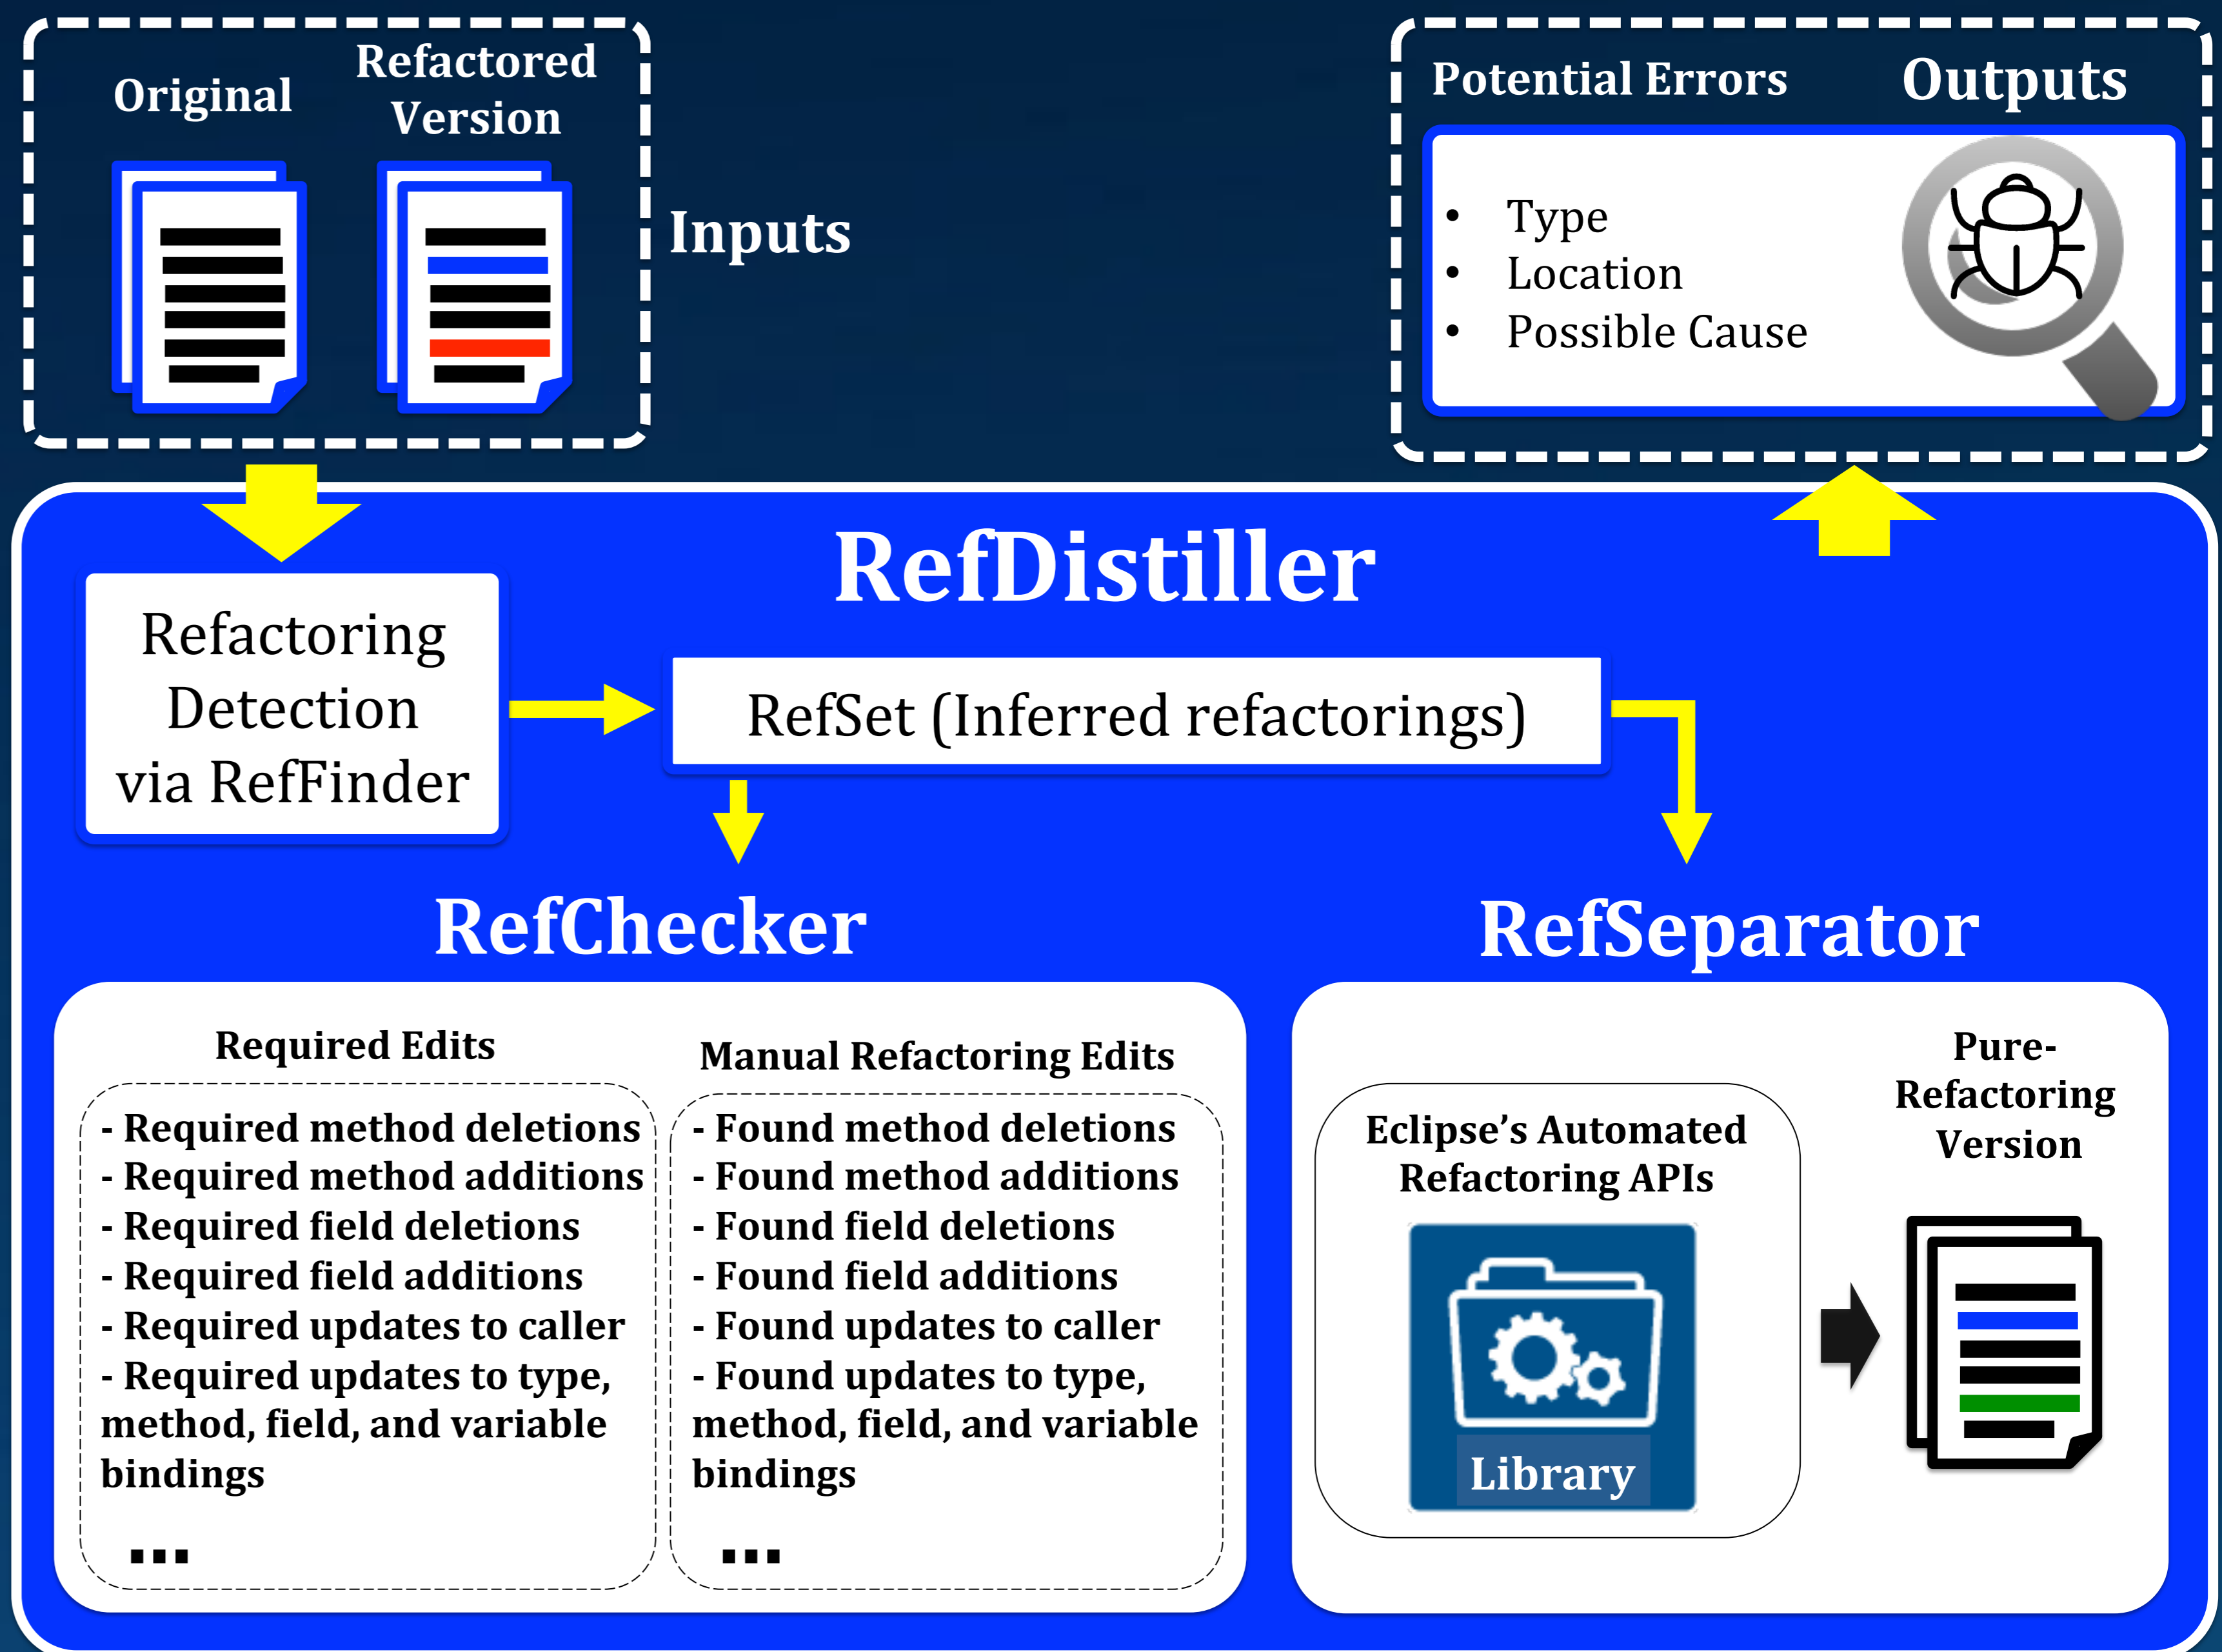 Original
Refactored
Version
Inputs
Potential Errors
Outputs
• Type
• Location
• Possible Cause
RefDistiller
Refactoring
Detection
via RefFinder
RefSet (Inferred refactorings)
RefChecker
Required Edits
- Required method deletions
- Required method additions
- Required field deletions
- Required field additions
- Required updates to caller
- Required updates to type,
method, field, and variable
bindings
...
Manual Refactoring Edits
- Found method deletions
- Found method additions
- Found field deletions
- Found field additions
- Found updates to caller
- Found updates to type,
method, field, and variable
bindings
...
RefSeparator
Eclipse’s Automated
Refactoring APIs
Library
Pure-
Refactoring
Version